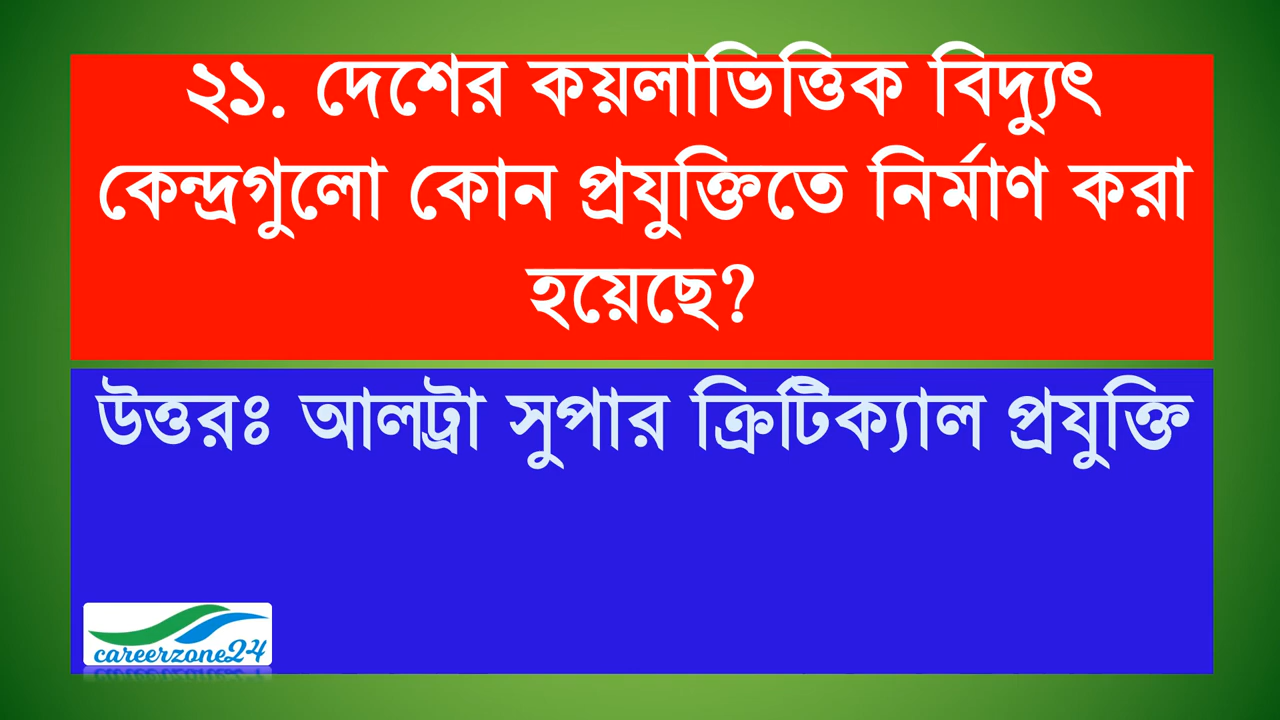 ২১. দেশের কয়লাভিত্তিক বিদ্যুৎ
কেন্দ্রগুলো কোন প্রযুক্তিতে নির্মাণ করা
হয়েছে?
উত্তরঃ আলট্রা সুপার ক্রিটিক্যাল প্রযুক্তি
careerzone24